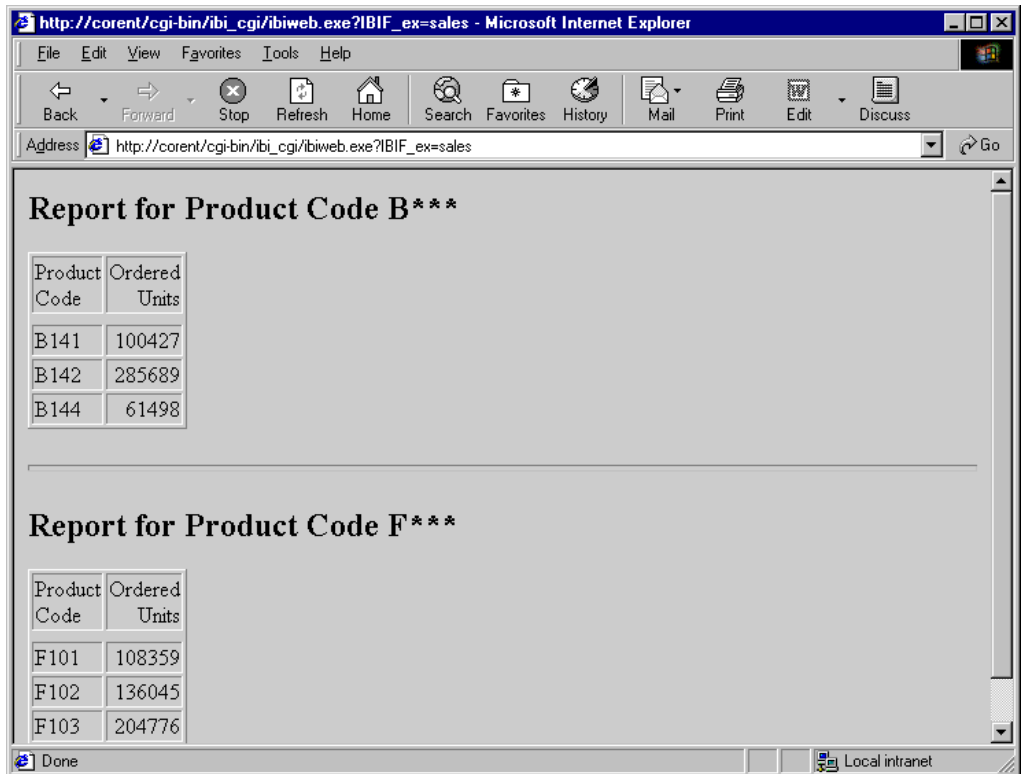 http://corent/cgi-bin/ibi_cgi/ibiweb.exe?IBIF_ex=sales - Microsoft Internet Explorer
File Edit View Favorites Tools Help
Back Forward Stop Refresh Home Search Favorites History Mail Print Edit Discuss
Address http://corent/cgi-bin/ibi_cgi/ibiweb.exe?IBIF_ex=sales Go
Report for Product Code B***
Product Ordered
Code Units
B141 100427
B142 285689
B144 61498
Report for Product Code F***
Product Ordered
Code Units
F101 108359
F102 136045
F103 204776
Done Local intranet